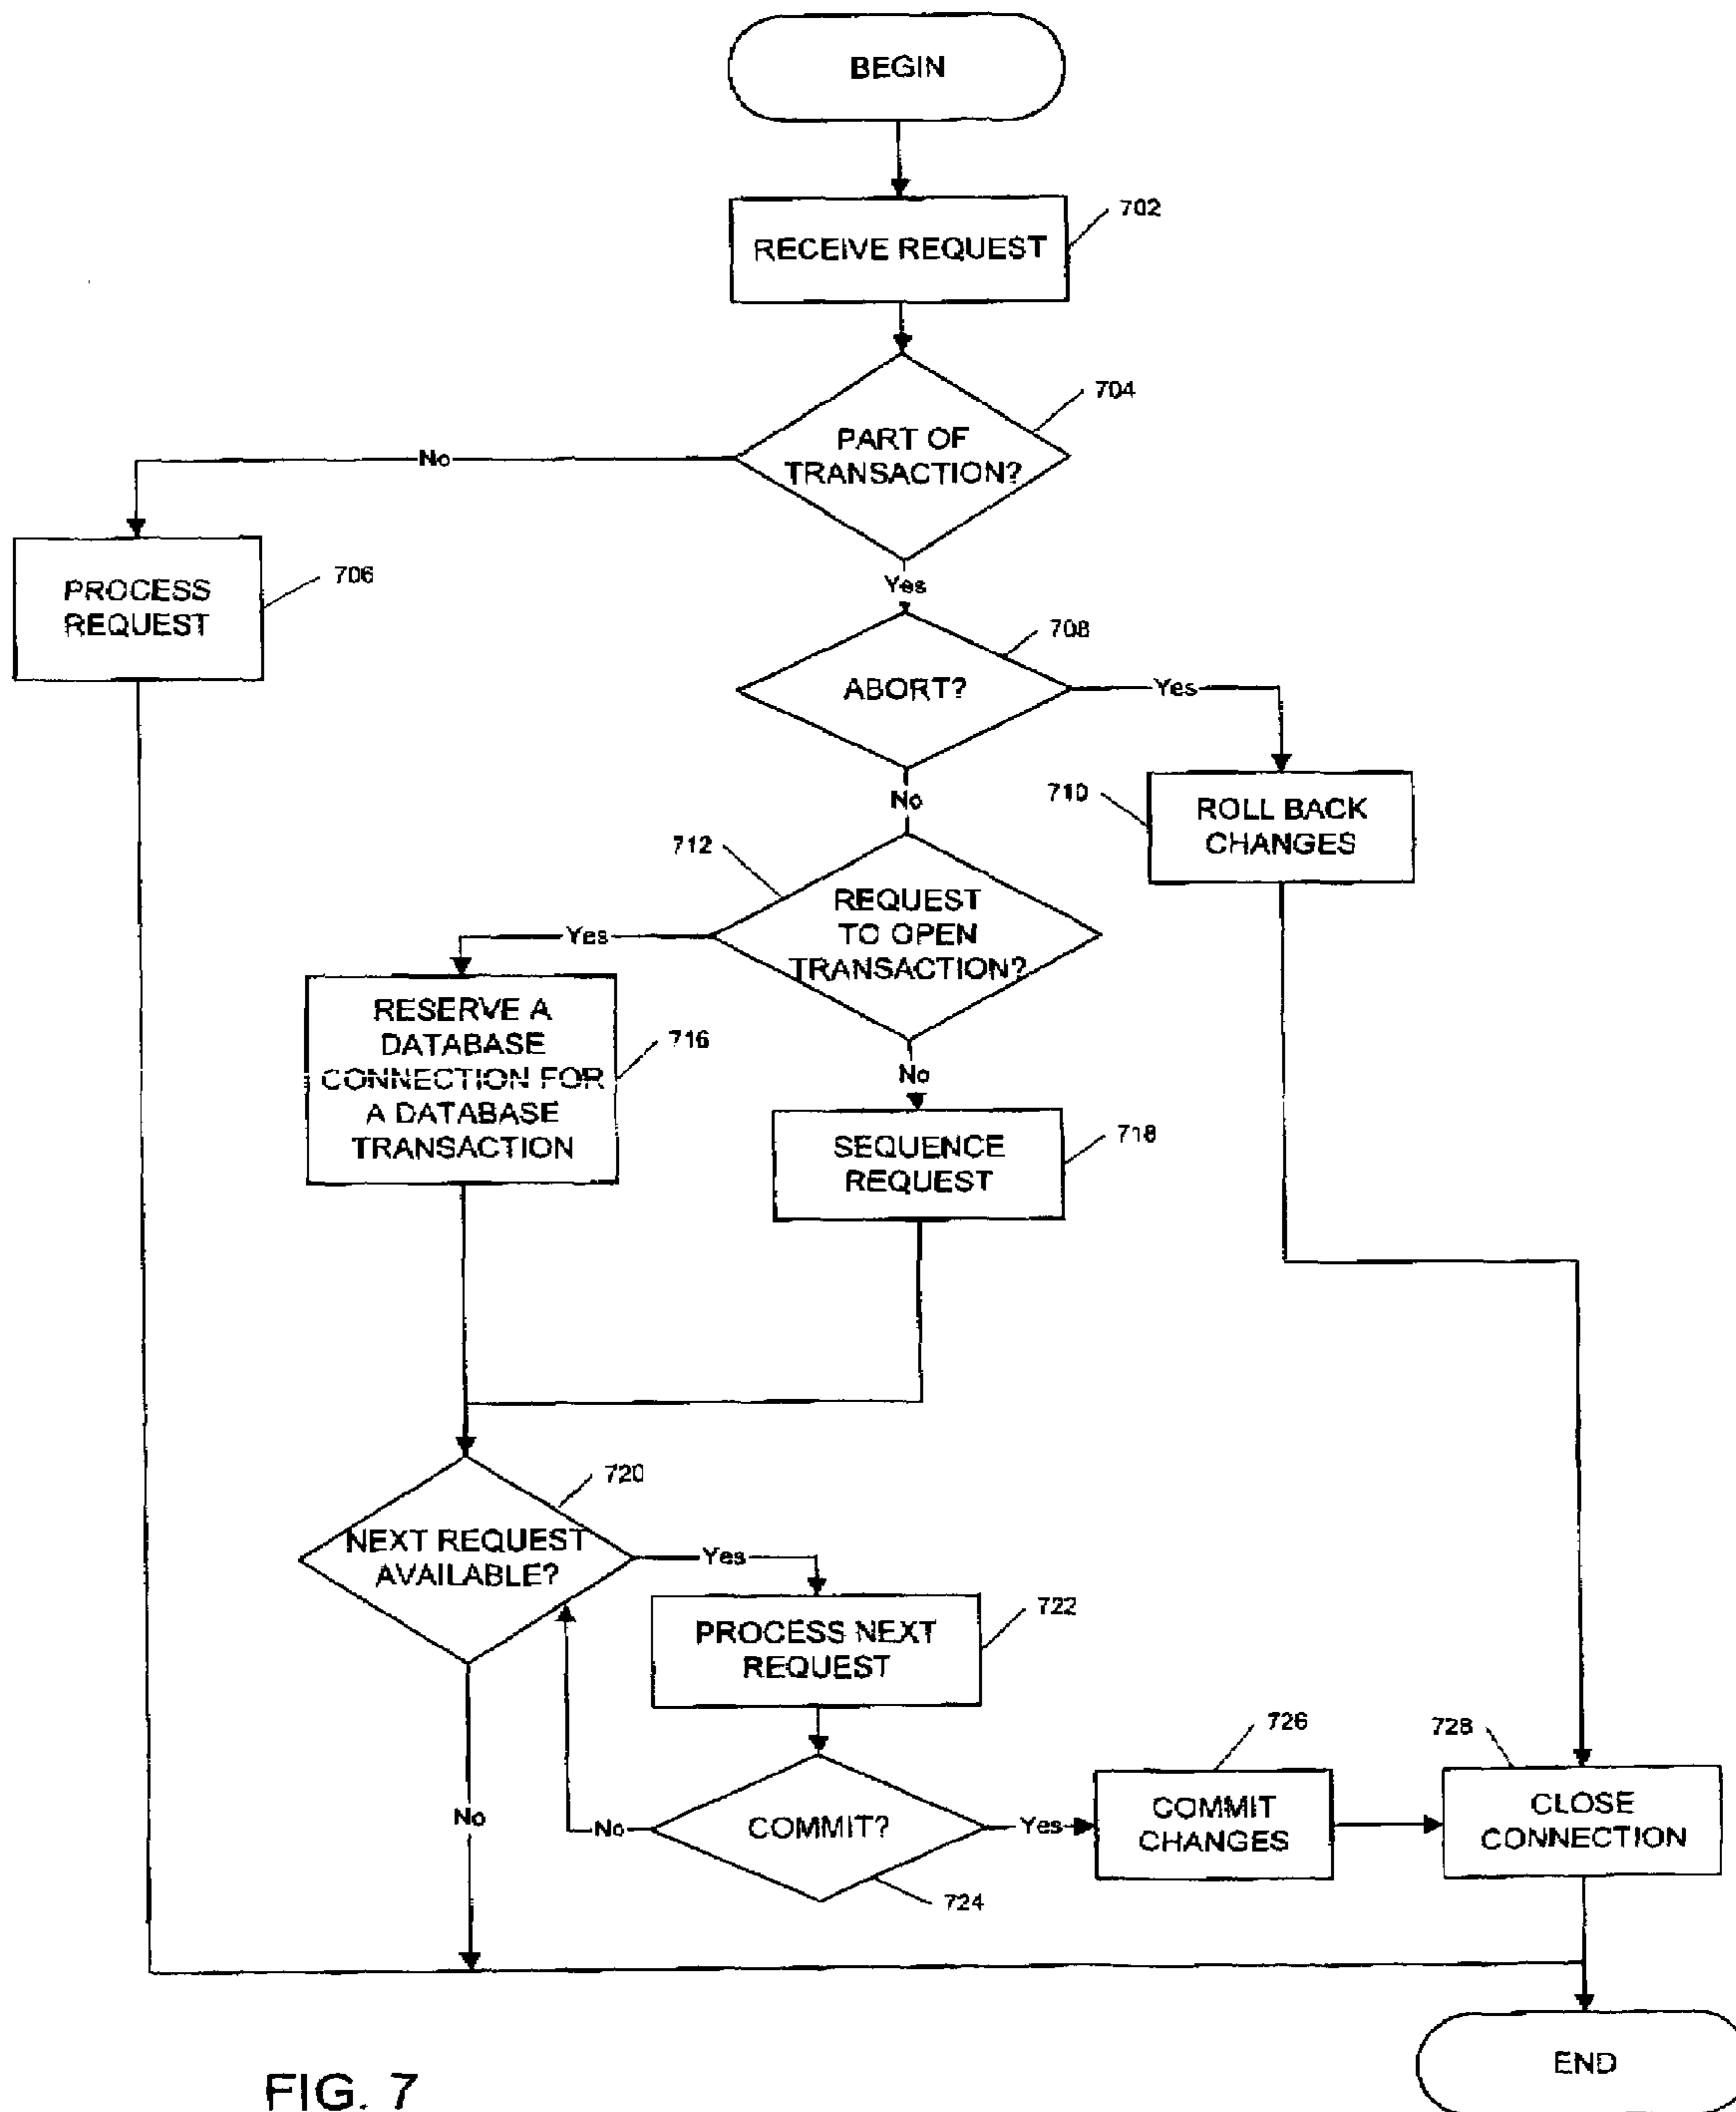 BEGIN
RECEIVE REQUEST
702
PART OF
TRANSACTION?
704
No
Yes
PROCESS
REQUEST
706
ABORT?
708
Yes
No
ROLL BACK
CHANGES
710
REQUEST
TO OPEN
TRANSACTION?
712
Yes
No
RESERVE A
DATABASE
CONNECTION FOR
A DATABASE
TRANSACTION
716
SEQUENCE
REQUEST
718
NEXT REQUEST
AVAILABLE?
720
Yes
No
PROCESS NEXT
REQUEST
722
COMMIT?
724
No
Yes
COMMIT
CHANGES
726
CLOSE
CONNECTION
728
END
FIG. 7